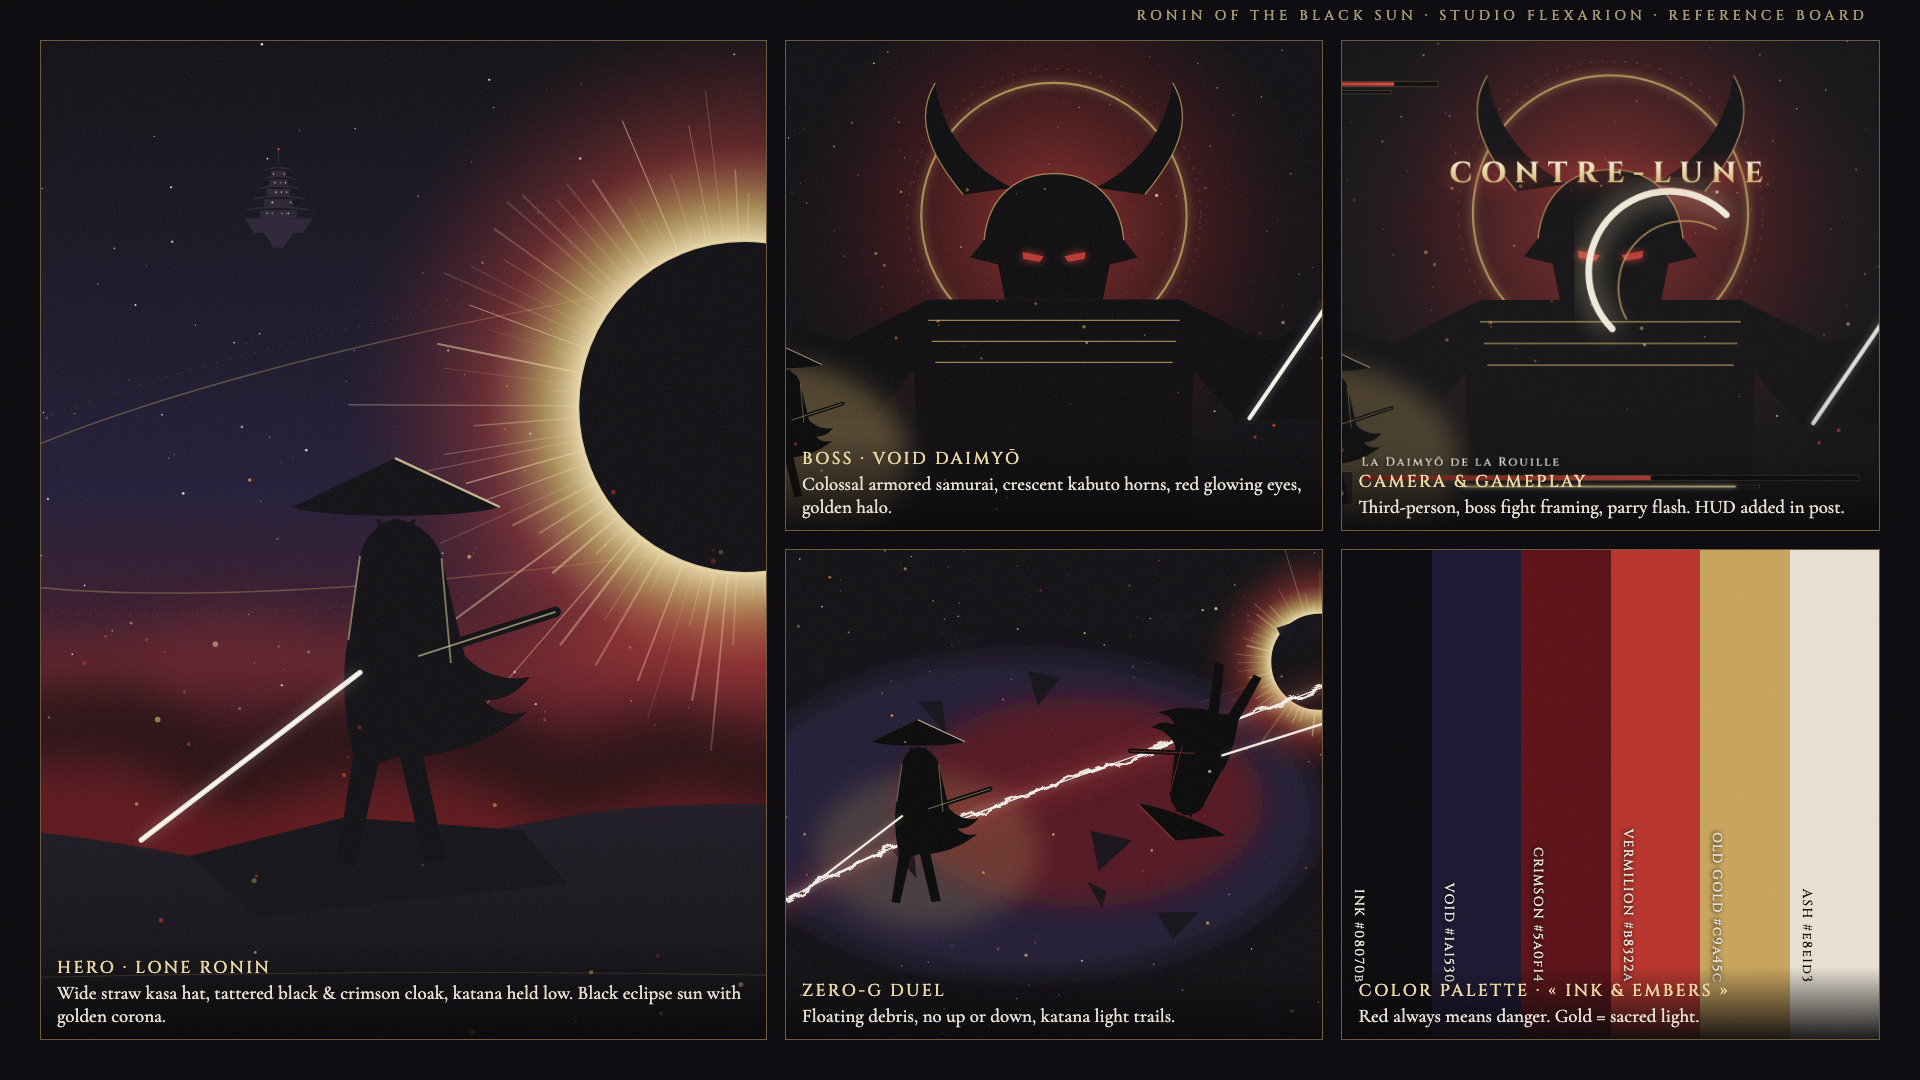 RONIN OF THE BLACK SUN · STUDIO FLEXARION · REFERENCE BOARD
HERO · LONE RONIN
Wide straw kasa hat, tattered black & crimson cloak, katana held low. Black eclipse sun with
golden corona.
BOSS · VOID DAIMYŌ
Colossal armored samurai, crescent kabuto horns, red glowing eyes,
golden halo.
CONTRE-LUNE
LA DAIMYŌ DE LA ROUILLE
CAMERA & GAMEPLAY
Third-person, boss fight framing, parry flash. HUD added in post.
ZERO-G DUEL
Floating debris, no up or down, katana light trails.
INK #08070B
VOID #1A1530
CRIMSON #5A0F14
VERMILION #B8322A
OLD GOLD #C9A45C
ASH #E8E1D3
COLOR PALETTE · « INK & EMBERS »
Red always means danger. Gold = sacred light.